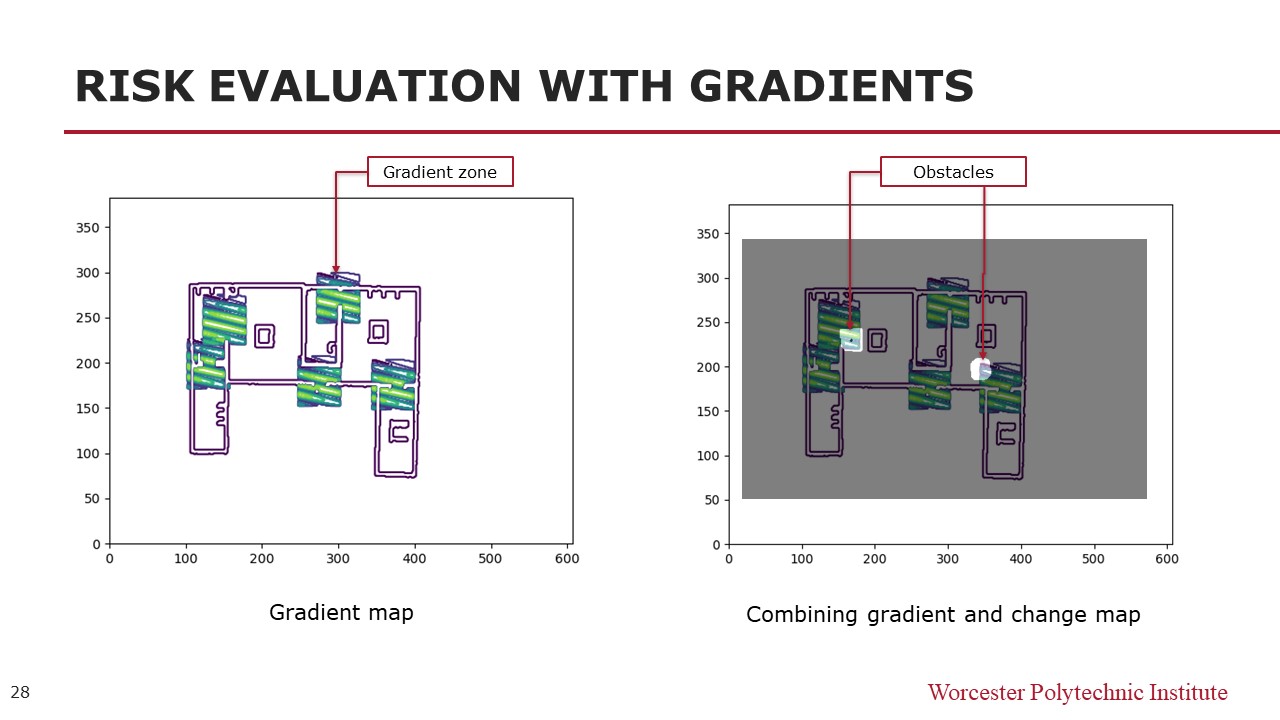 RISK EVALUATION WITH GRADIENTS
Gradient zone
Obstacles
350
300
250
200
150
100
50
0
0 100 200 300 400 500 600
Gradient map
350
300
250
200
150
100
50
0
0 100 200 300 400 500 600
Combining gradient and change map
28
Worcester Polytechnic Institute